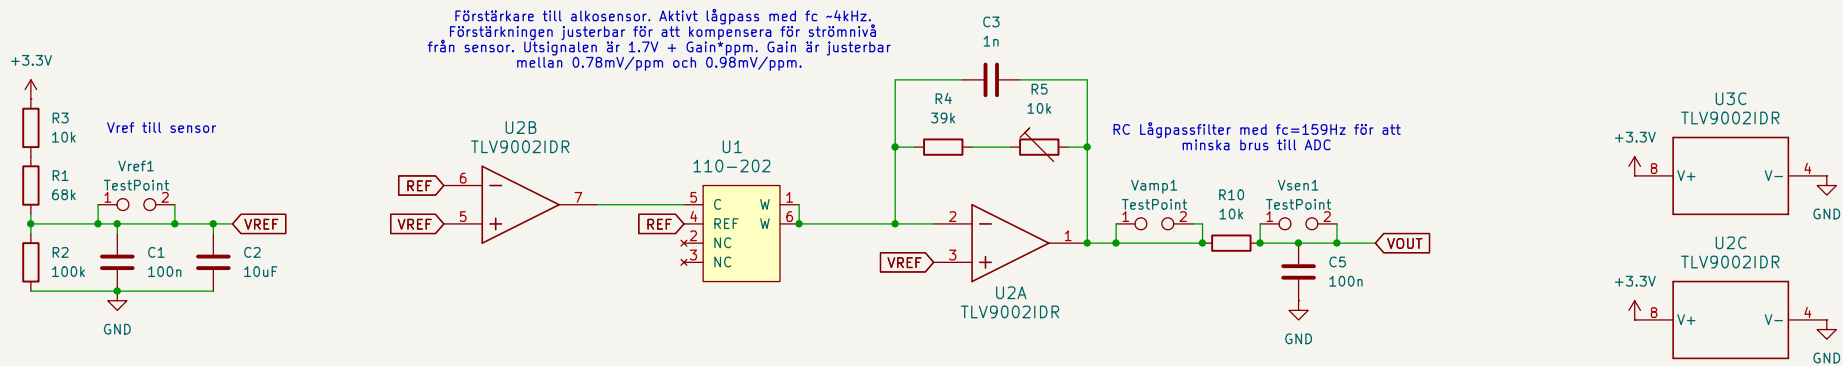 Förstärkare till alkosensor. Aktivt lågpass med fc ~4kHz.
Förstärkningen justerbar för att kompensera för strömnivå
från sensor. Utsignalen är 1.7V + Gain*ppm. Gain är justerbar
mellan 0.78mV/ppm och 0.98mV/ppm.
+3.3V
R3
10k
R1
68k
R2
100k
Vref till sensor
Vref1
TestPoint
1
2
VREF
C1
100n
C2
10uF
GND
U2B
TLV9002IDR
REF
6
VREF
5
7
U1
110-202
5
C
REF
4
REF
2
NC
3
NC
W
1
W
6
C3
1n
R4
39k
R5
10k
2
VREF
3
1
U2A
TLV9002IDR
RC Lågpassfilter med fc=159Hz för att
minska brus till ADC
Vamp1
TestPoint
1
2
R10
10k
Vsen1
TestPoint
1
2
VOUT
C5
100n
GND
U3C
TLV9002IDR
+3.3V
8
V+
V-
4
GND
U2C
TLV9002IDR
+3.3V
8
V+
V-
4
GND